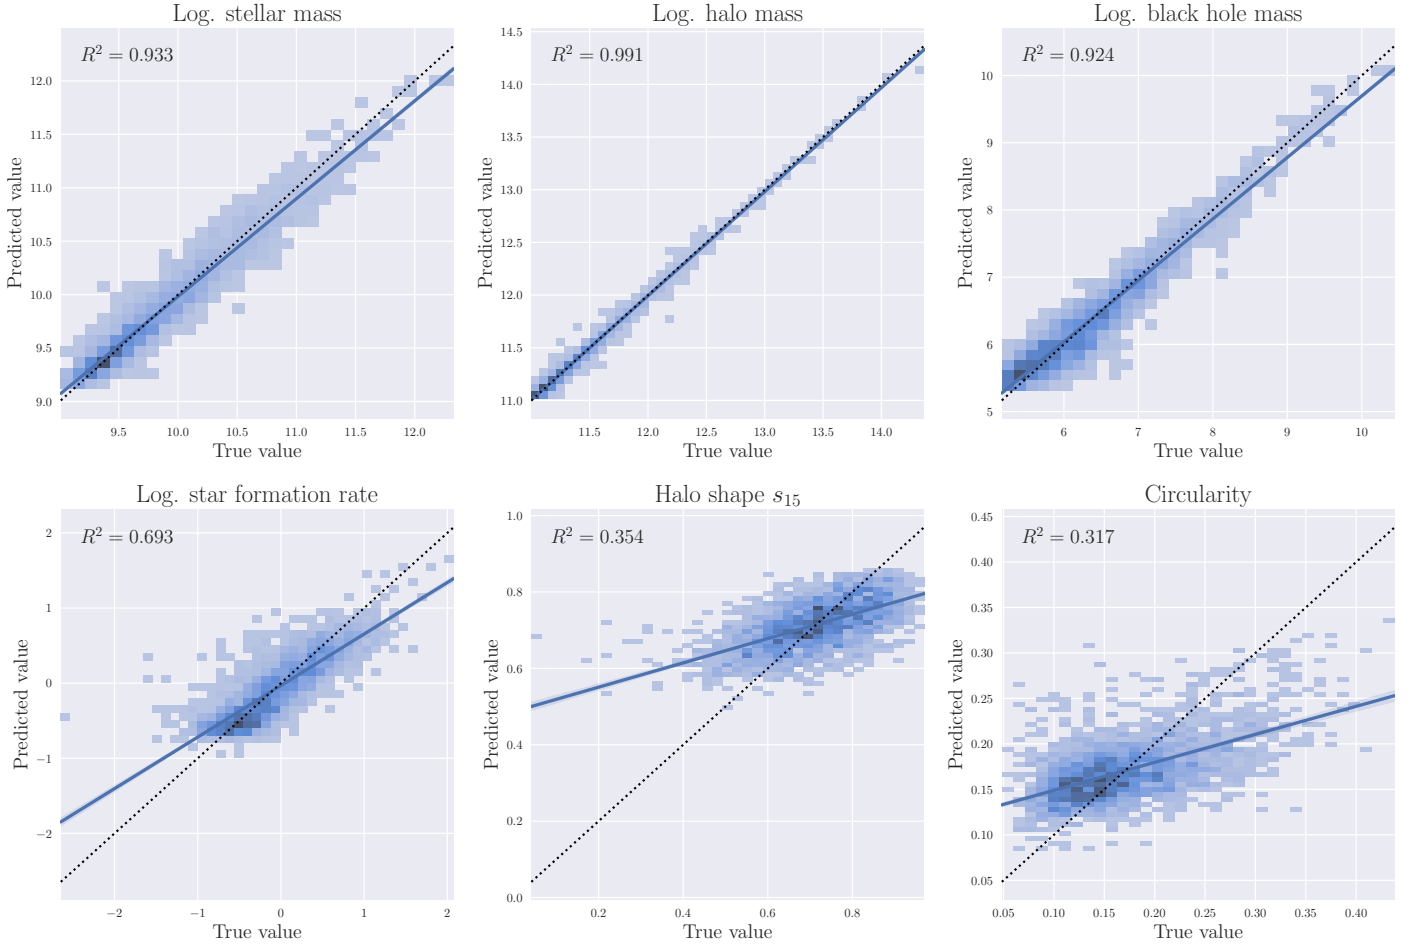 Log. stellar mass
R² = 0.933
12.0
11.5
11.0
10.5
10.0
9.5
9.0
Predicted value
9.5 10.0 10.5 11.0 11.5 12.0
True value
Log. halo mass
R² = 0.991
14.5
14.0
13.5
13.0
12.5
12.0
11.5
11.0
Predicted value
11.5 12.0 12.5 13.0 13.5 14.0
True value
Log. black hole mass
R² = 0.924
10
9
8
7
6
5
Predicted value
6 7 8 9 10
True value
Log. star formation rate
R² = 0.693
2
1
0
−1
−2
Predicted value
−2 −1 0 1 2
True value
Halo shape s₁₅
R² = 0.354
1.0
0.8
0.6
0.4
0.2
0.0
Predicted value
0.2 0.4 0.6 0.8
True value
Circularity
R² = 0.317
0.45
0.40
0.35
0.30
0.25
0.20
0.15
0.10
0.05
Predicted value
0.05 0.10 0.15 0.20 0.25 0.30 0.35 0.40
True value